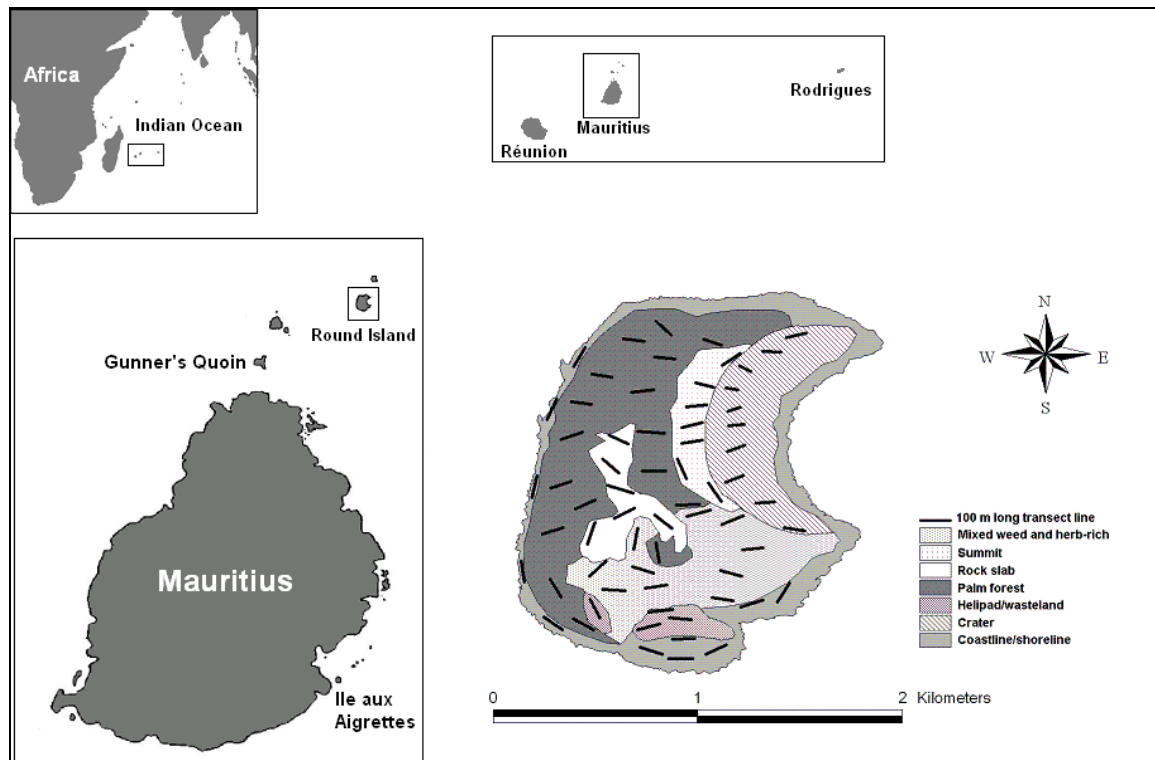 Africa
Indian Ocean
Mauritius
Rodrigues
Réunion
Round Island
Gunner's Quoin
Mauritius
Ile aux
Aigrettes
N
W
E
S
100 m long transect line
Mixed weed and herb-rich
Summit
Rock slab
Palm forest
Helipad/wasteland
Crater
Coastline/shoreline
0
1
2 Kilometers